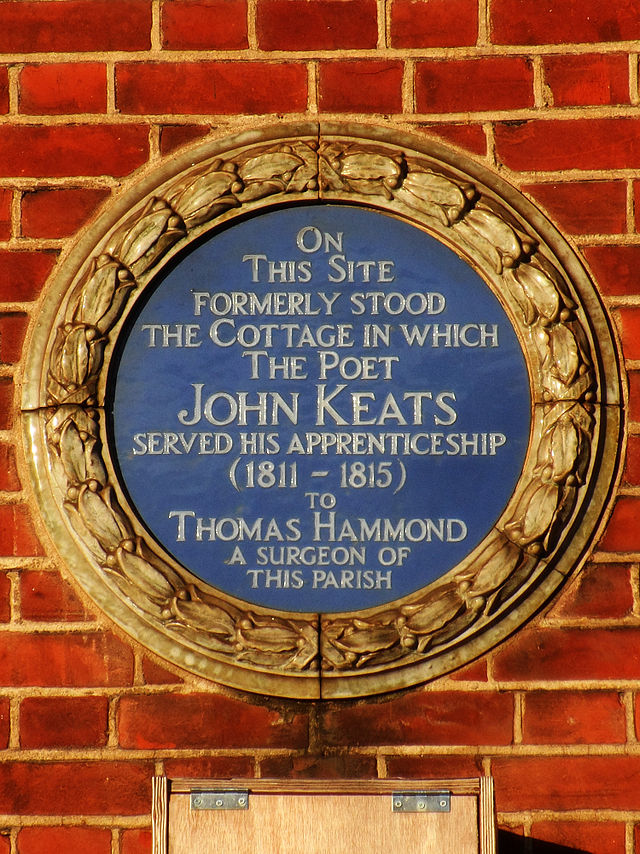 On
This Site
formerly stood
the Cottage in which
The Poet
John Keats
served his apprenticeship
(1811 - 1815)
to
Thomas Hammond
a surgeon of
this parish